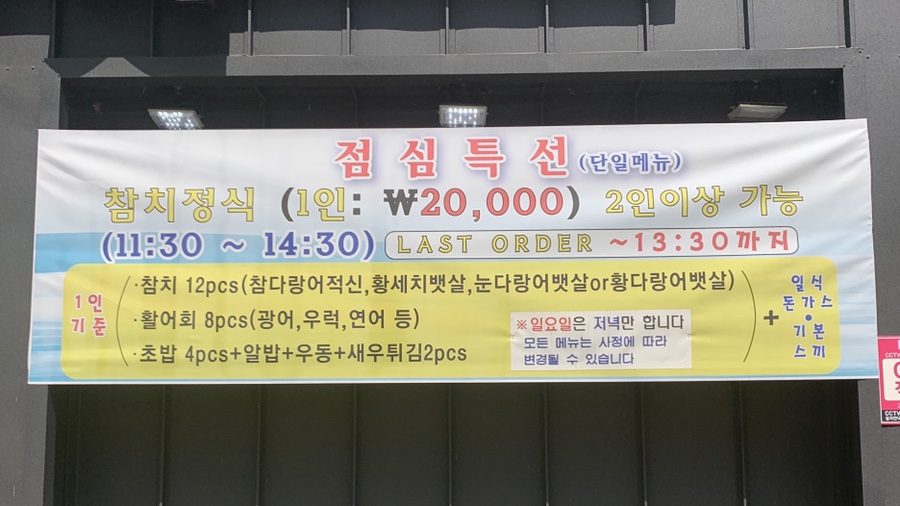 점심특선 (단일메뉴)
참치정식 (1인: ₩20,000) 2인이상 가능
(11:30 ~ 14:30) LAST ORDER ~13:30까지
1인
기준
·참치 12pcs(참다랑어적신,황세치뱃살,눈다랑어뱃살or황다랑어뱃살)
·활어회 8pcs(광어,우럭,연어 등)
·초밥 4pcs+알밥+우동+새우튀김2pcs
※ 일요일은 저녁만 합니다
모든 메뉴는 사정에 따라
변경될 수 있습니다
+
일식
돈가스
•
기본
스끼
CCTV
CCTV